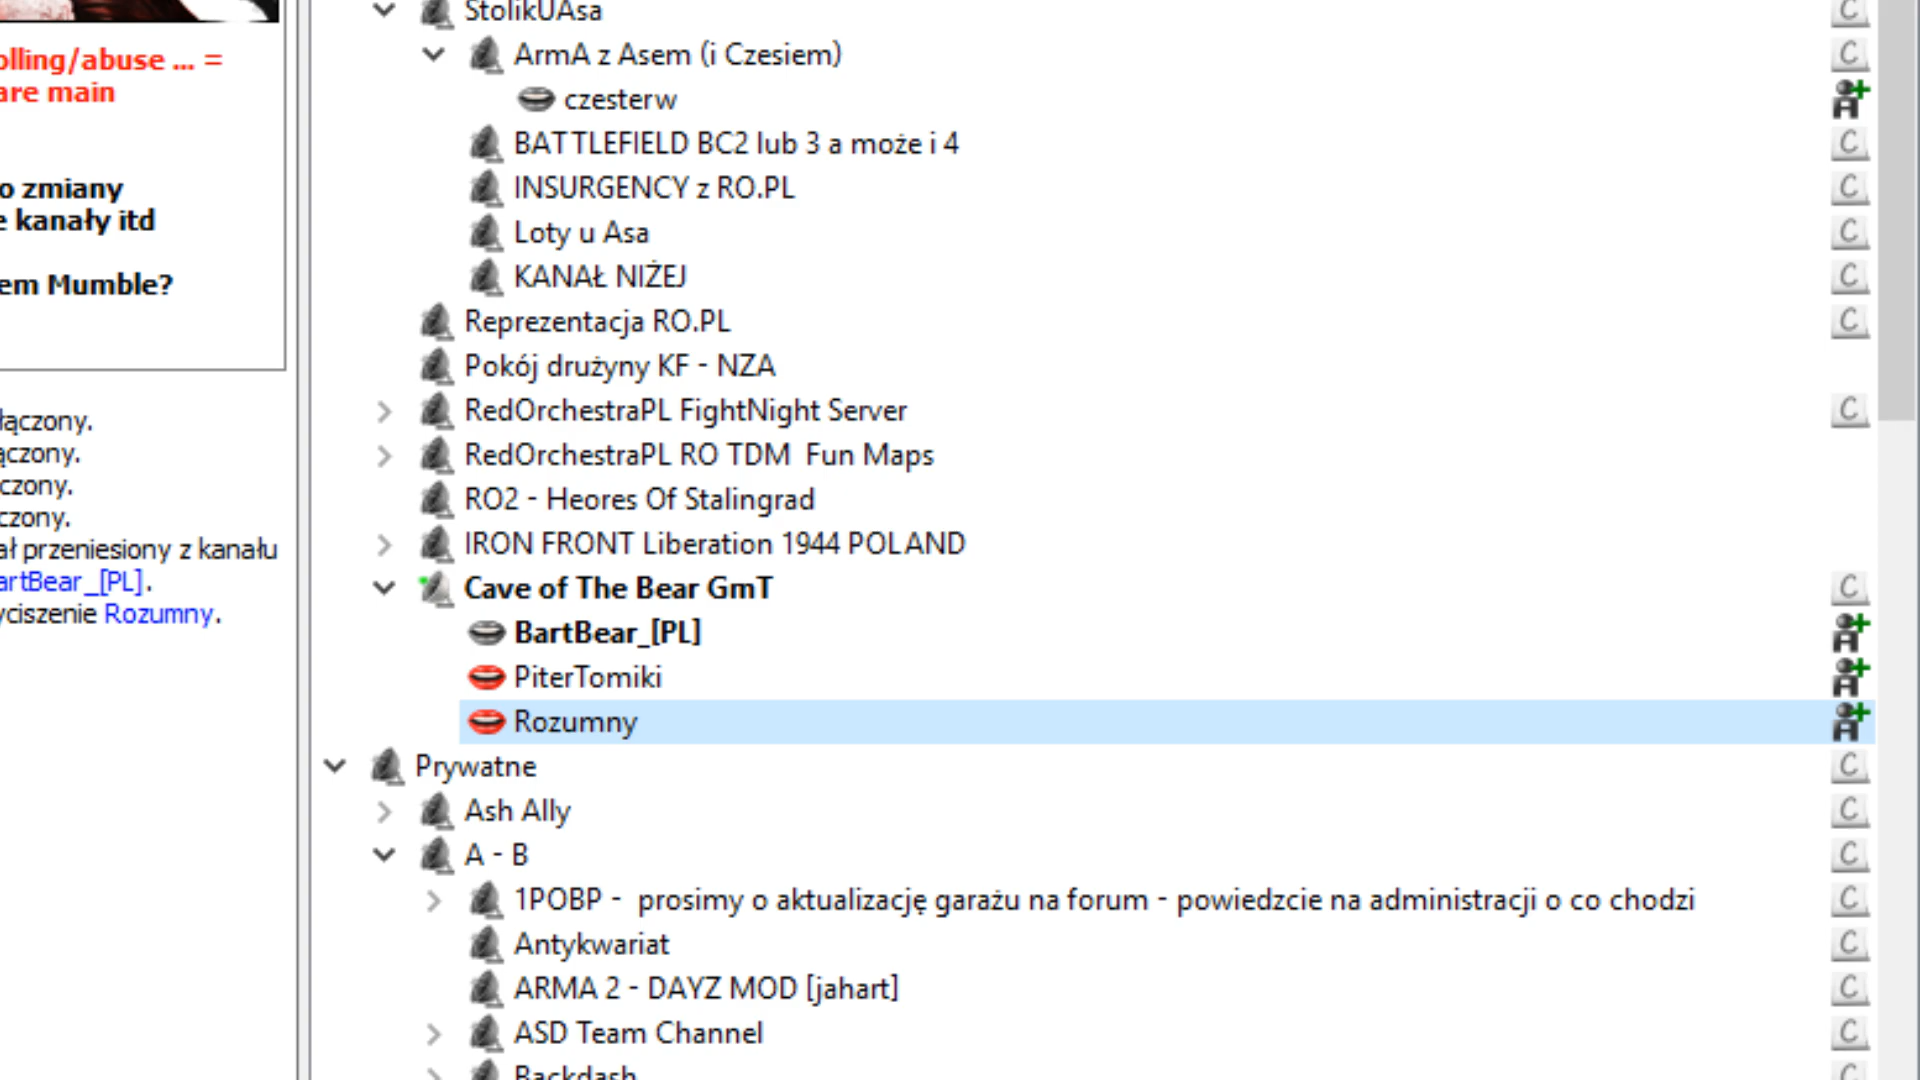 olling/abuse ... =
are main
o zmiany
e kanały itd
em Mumble?
łączony.
ączony.
czony.
czony.
ał przeniesiony z kanału
artBear_[PL].
yciszenie Rozumny.
StolikUAsa
ArmA z Asem (i Czesiem)
czesterw
BATTLEFIELD BC2 lub 3 a może i 4
INSURGENCY z RO.PL
Loty u Asa
KANAŁ NIŻEJ
Reprezentacja RO.PL
Pokój drużyny KF - NZA
RedOrchestraPL FightNight Server
RedOrchestraPL RO TDM  Fun Maps
RO2 - Heores Of Stalingrad
IRON FRONT Liberation 1944 POLAND
Cave of The Bear GmT
BartBear_[PL]
PiterTomiki
Rozumny
Prywatne
Ash Ally
A - B
1POBP -  prosimy o aktualizację garażu na forum - powiedzcie na administracji o co chodzi
Antykwariat
ARMA 2 - DAYZ MOD [jahart]
ASD Team Channel
Backdash